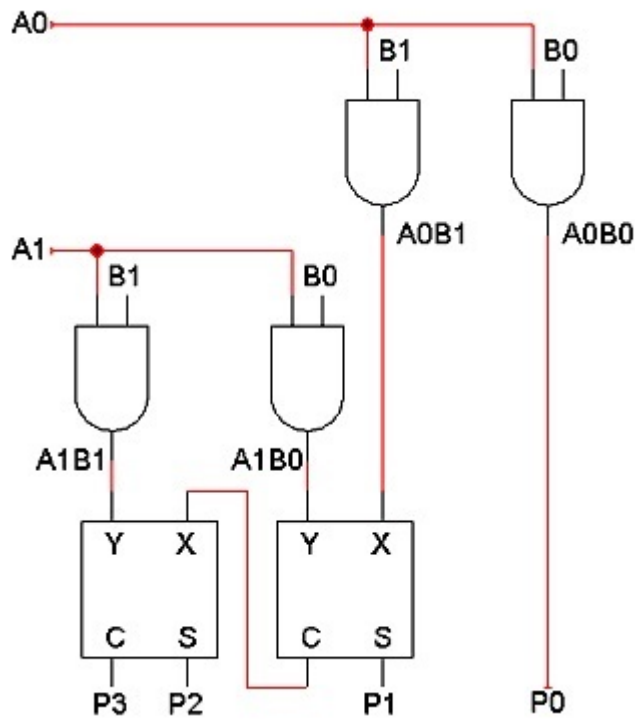 A0
B1 B0
A0B1 A0B0
A1
B1 B0
A1B1 A1B0
Y X Y X
C S C S
P3 P2 P1 P0